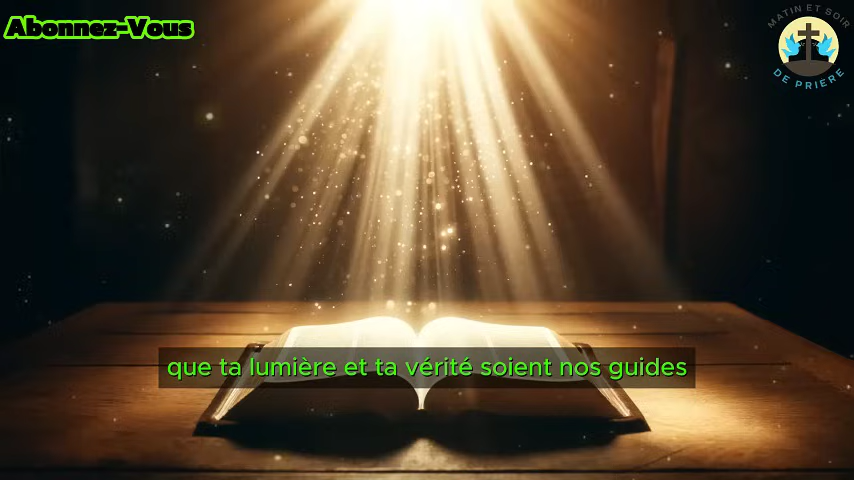 Abonnez-Vous
MATIN ET SOIR
DE PRIERE
que ta lumière et ta vérité soient nos guides